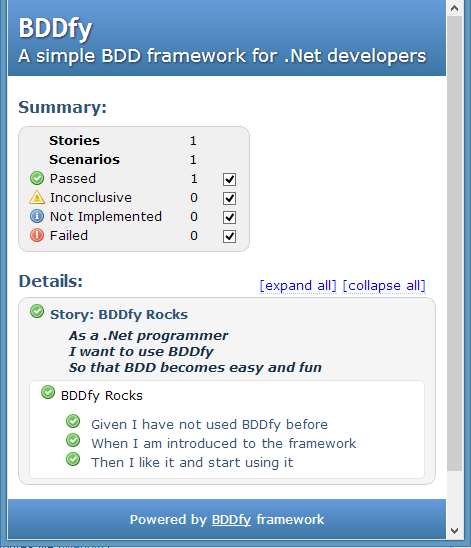 BDDfy
A simple BDD framework for .Net developers
Summary:
Stories 1
Scenarios 1
Passed 1
Inconclusive 0
Not Implemented 0
Failed 0
Details:
[expand all] [collapse all]
Story: BDDfy Rocks
As a .Net programmer
I want to use BDDfy
So that BDD becomes easy and fun
BDDfy Rocks
Given I have not used BDDfy before
When I am introduced to the framework
Then I like it and start using it
Powered by BDDfy framework